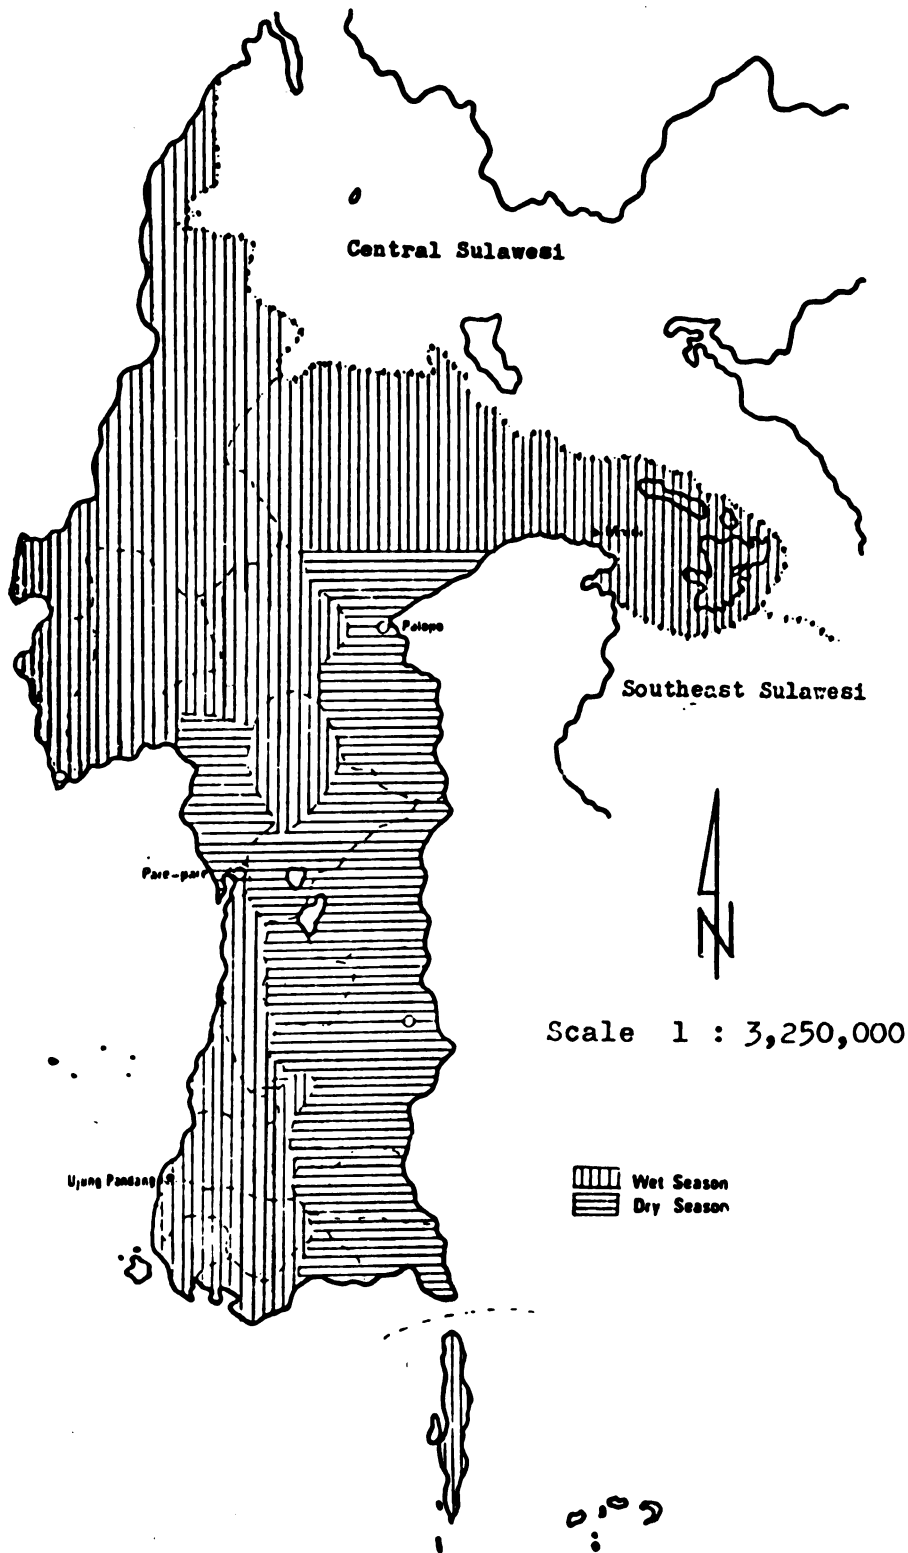 Central Sulawesi
Palopo
Southeast Sulawesi
Pare-pare
N
Scale 1 : 3,250,000
Ujung Pandang
Wet Season
Dry Season